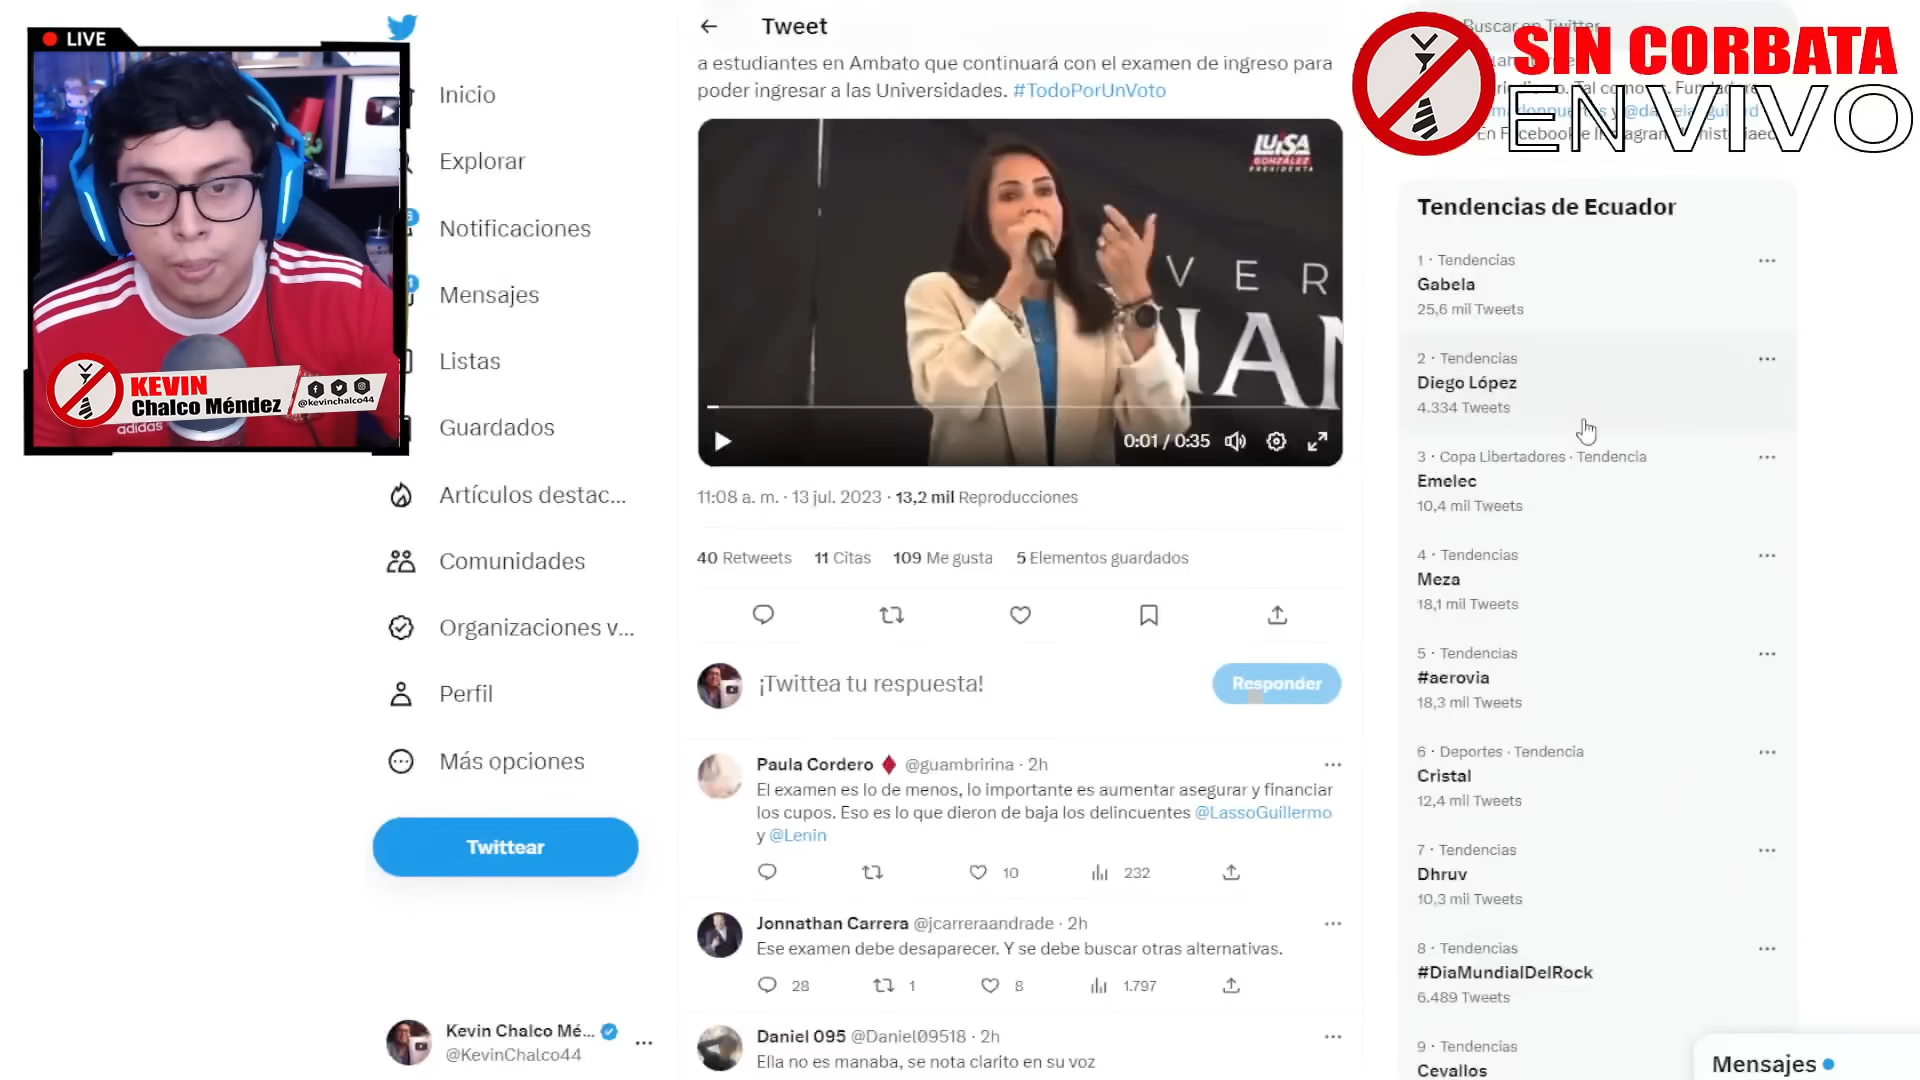 LIVE
KEVIN
Chalco Méndez
@kevinchalco44
adidas
Inicio
Explorar
Notificaciones
Mensajes
Listas
Guardados
Artículos destac...
Comunidades
Organizaciones v...
Perfil
Más opciones
Twittear
Kevin Chalco Mé...
@KevinChalco44
Tweet
a estudiantes en Ambato que continuará con el examen de ingreso para
poder ingresar a las Universidades. #TodoPorUnVoto
LUISA
GONZÁLEZ
PRESIDENTA
VER
NAN
0:01 / 0:35
11:08 a. m. · 13 jul. 2023 · 13,2 mil Reproducciones
40 Retweets 11 Citas 109 Me gusta 5 Elementos guardados
¡Twittea tu respuesta!
Responder
Paula Cordero @guambririna · 2h
El examen es lo de menos, lo importante es aumentar asegurar y financiar
los cupos. Eso es lo que dieron de baja los delincuentes @LassoGuillermo
y @Lenin
10 232
Jonnathan Carrera @jcarreraandrade · 2h
Ese examen debe desaparecer. Y se debe buscar otras alternativas.
28 1 8 1.797
Daniel 095 @Daniel09518 · 2h
Ella no es manaba, se nota clarito en su voz
Buscar en Twitter
SIN CORBATA
EN VIVO
Tendencias de Ecuador
1 · Tendencias
Gabela
25,6 mil Tweets
2 · Tendencias
Diego López
4.334 Tweets
3 · Copa Libertadores · Tendencia
Emelec
10,4 mil Tweets
4 · Tendencias
Meza
18,1 mil Tweets
5 · Tendencias
#aerovia
18,3 mil Tweets
6 · Deportes · Tendencia
Cristal
12,4 mil Tweets
7 · Tendencias
Dhruv
10,3 mil Tweets
8 · Tendencias
#DiaMundialDelRock
6.489 Tweets
9 · Tendencias
Cevallos
Mensajes